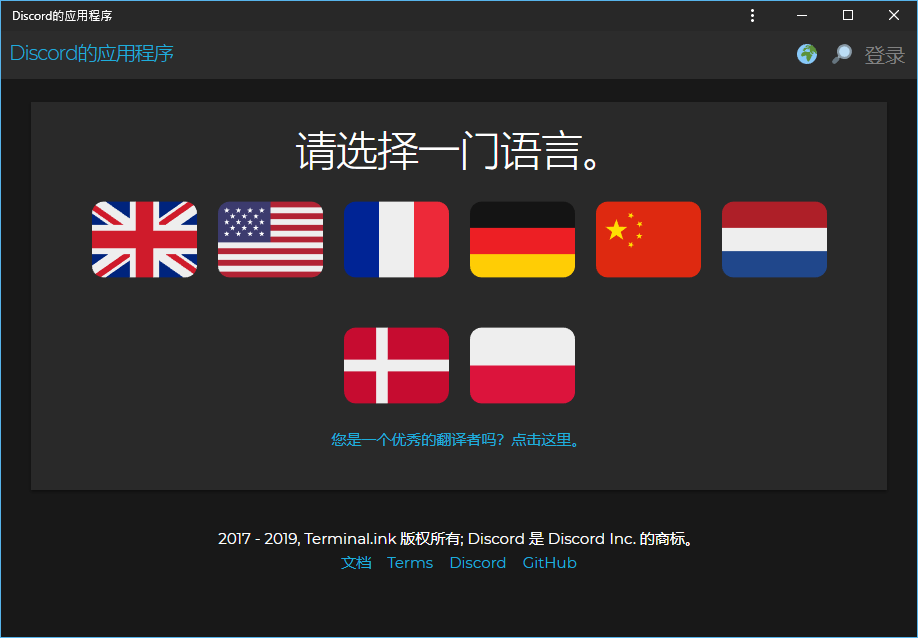 Discord的应用程序
Discord的应用程序
登录
请选择一门语言。
您是一个优秀的翻译者吗？点击这里。
2017 - 2019, Terminal.ink 版权所有; Discord 是 Discord Inc. 的商标。
文档 Terms Discord GitHub